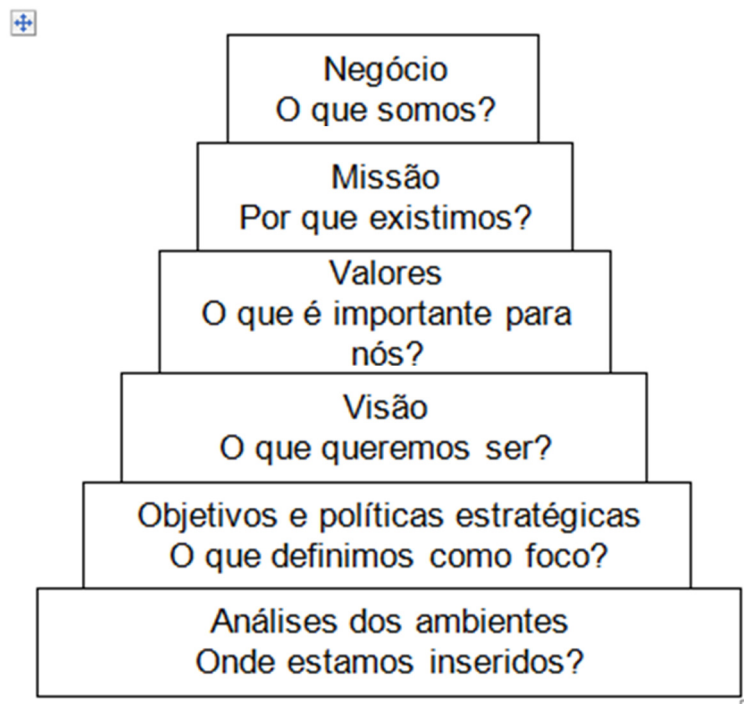 Negócio
O que somos?
Missão
Por que existimos?
Valores
O que é importante para
nós?
Visão
O que queremos ser?
Objetivos e políticas estratégicas
O que definimos como foco?
Análises dos ambientes
Onde estamos inseridos?